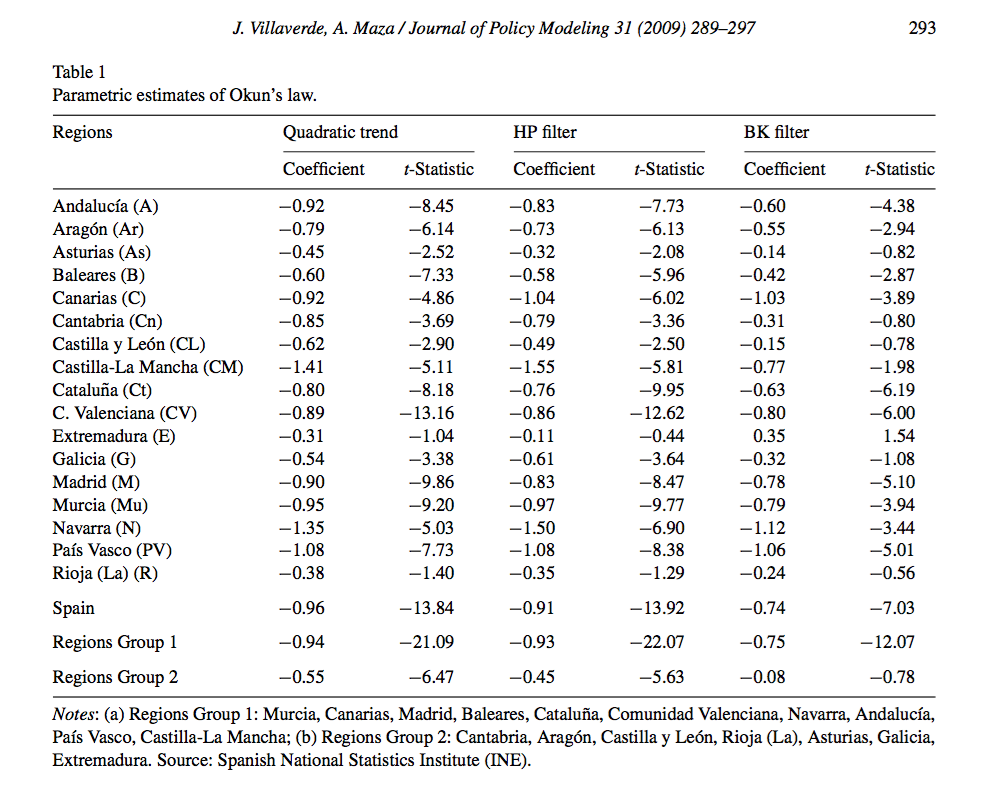 J. Villaverde, A. Maza / Journal of Policy Modeling 31 (2009) 289–297 293
Table 1
Parametric estimates of Okun's law.
Regions Quadratic trend HP filter BK filter
Coefficient t-Statistic Coefficient t-Statistic Coefficient t-Statistic
Andalucía (A) −0.92 −8.45 −0.83 −7.73 −0.60 −4.38
Aragón (Ar) −0.79 −6.14 −0.73 −6.13 −0.55 −2.94
Asturias (As) −0.45 −2.52 −0.32 −2.08 −0.14 −0.82
Baleares (B) −0.60 −7.33 −0.58 −5.96 −0.42 −2.87
Canarias (C) −0.92 −4.86 −1.04 −6.02 −1.03 −3.89
Cantabria (Cn) −0.85 −3.69 −0.79 −3.36 −0.31 −0.80
Castilla y León (CL) −0.62 −2.90 −0.49 −2.50 −0.15 −0.78
Castilla-La Mancha (CM) −1.41 −5.11 −1.55 −5.81 −0.77 −1.98
Cataluña (Ct) −0.80 −8.18 −0.76 −9.95 −0.63 −6.19
C. Valenciana (CV) −0.89 −13.16 −0.86 −12.62 −0.80 −6.00
Extremadura (E) −0.31 −1.04 −0.11 −0.44 0.35 1.54
Galicia (G) −0.54 −3.38 −0.61 −3.64 −0.32 −1.08
Madrid (M) −0.90 −9.86 −0.83 −8.47 −0.78 −5.10
Murcia (Mu) −0.95 −9.20 −0.97 −9.77 −0.79 −3.94
Navarra (N) −1.35 −5.03 −1.50 −6.90 −1.12 −3.44
País Vasco (PV) −1.08 −7.73 −1.08 −8.38 −1.06 −5.01
Rioja (La) (R) −0.38 −1.40 −0.35 −1.29 −0.24 −0.56
Spain −0.96 −13.84 −0.91 −13.92 −0.74 −7.03
Regions Group 1 −0.94 −21.09 −0.93 −22.07 −0.75 −12.07
Regions Group 2 −0.55 −6.47 −0.45 −5.63 −0.08 −0.78
Notes: (a) Regions Group 1: Murcia, Canarias, Madrid, Baleares, Cataluña, Comunidad Valenciana, Navarra, Andalucía,
País Vasco, Castilla-La Mancha; (b) Regions Group 2: Cantabria, Aragón, Castilla y León, Rioja (La), Asturias, Galicia,
Extremadura. Source: Spanish National Statistics Institute (INE).